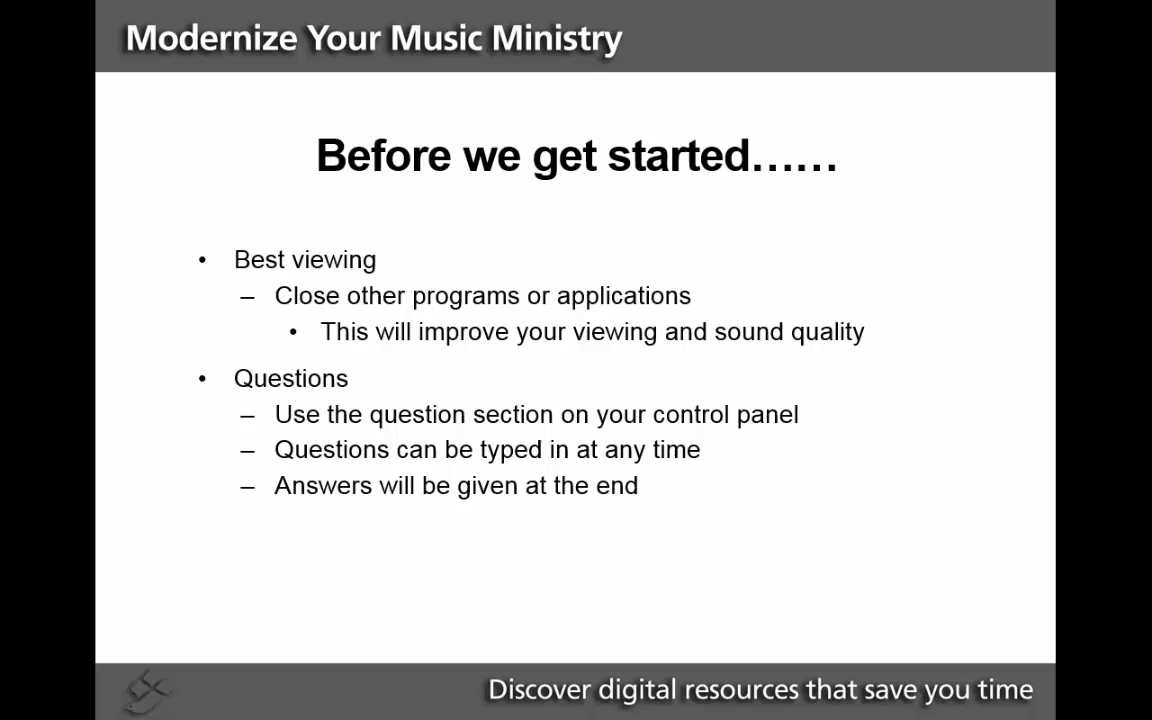 Modernize Your Music Ministry
Before we get started……
• Best viewing
– Close other programs or applications
• This will improve your viewing and sound quality
• Questions
– Use the question section on your control panel
– Questions can be typed in at any time
– Answers will be given at the end
Discover digital resources that save you time